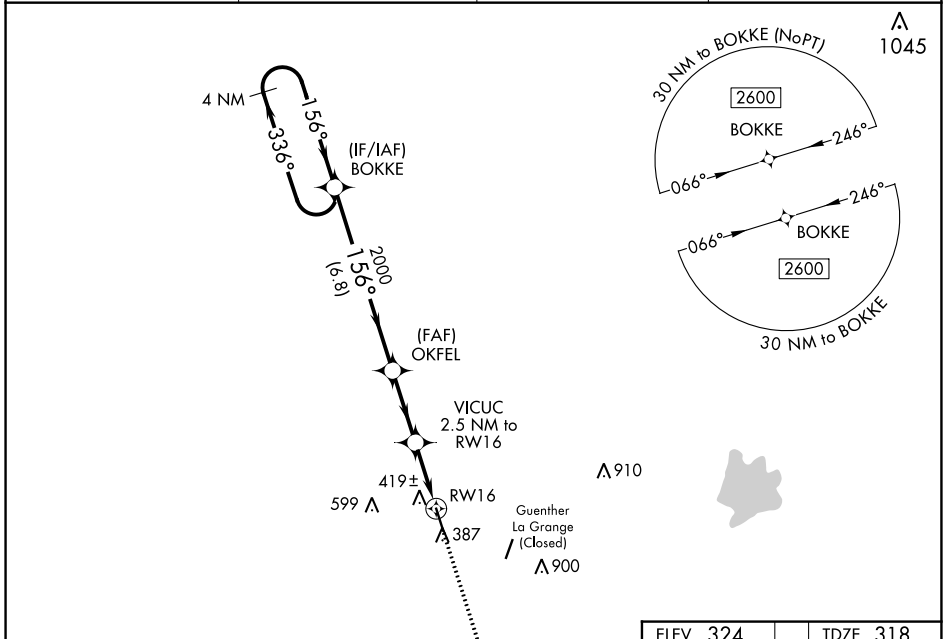 1045
30 NM to BOKKE (NoPT)
2600
BOKKE
246°
066°
246°
066°
BOKKE
2600
30 NM to BOKKE
4 NM
156°
336°
(IF/IAF)
BOKKE
2000
156°
(6.8)
(FAF)
OKFEL
VICUC
2.5 NM to
RW16
419±
599
RW16
387
910
Guenther
La Grange
(Closed)
900
ELEV 324
TDZE 318